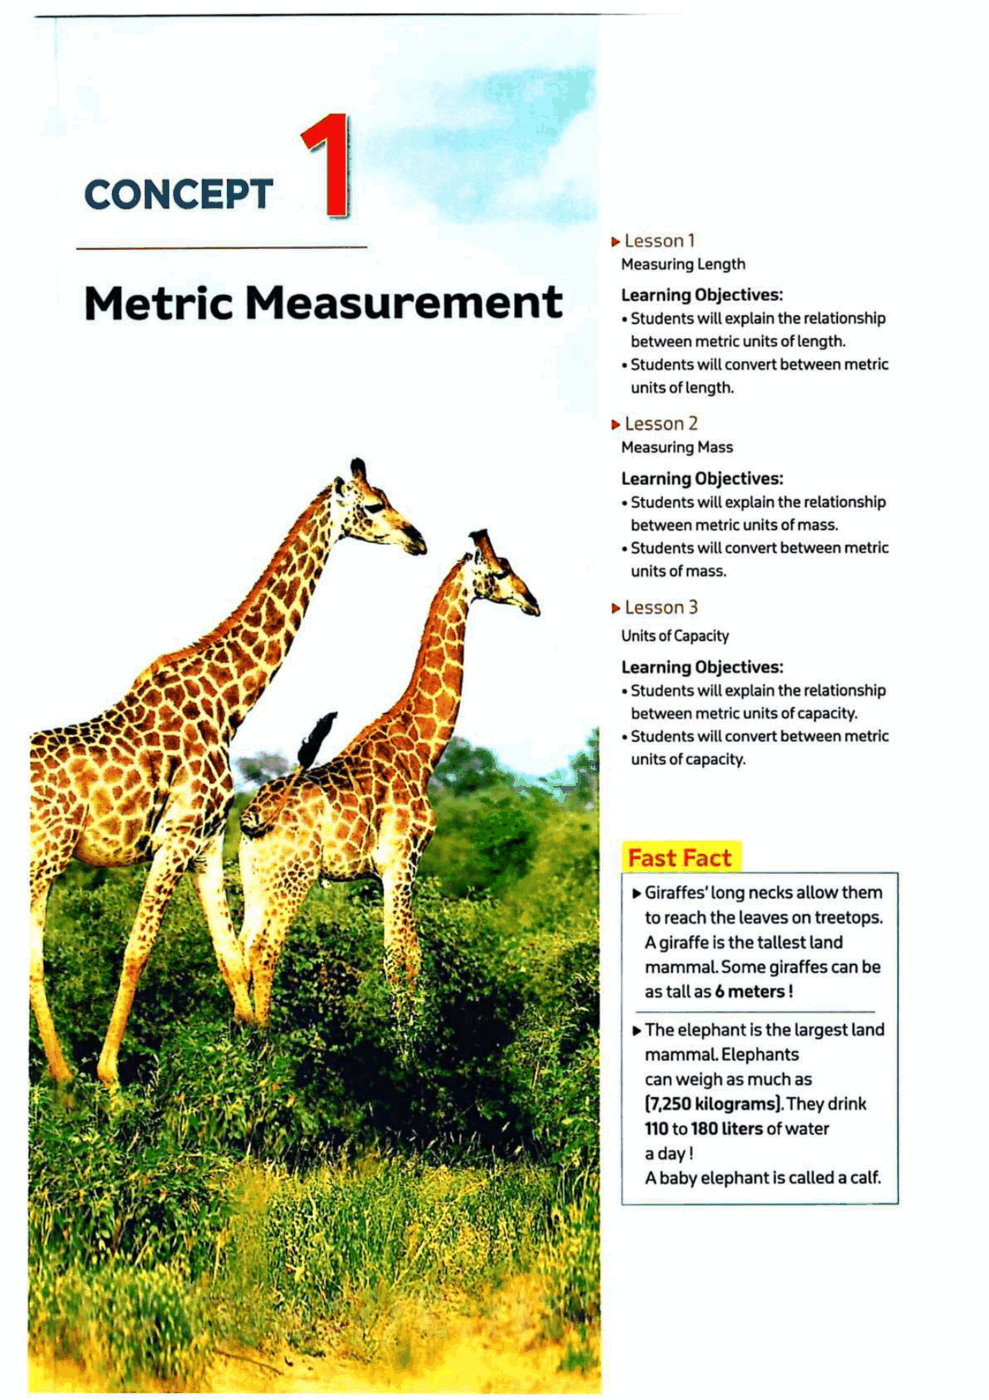 CONCEPT 1
Metric Measurement
▶ Lesson 1
Measuring Length
Learning Objectives:
• Students will explain the relationship
between metric units of length.
• Students will convert between metric
units of length.
▶ Lesson 2
Measuring Mass
Learning Objectives:
• Students will explain the relationship
between metric units of mass.
• Students will convert between metric
units of mass.
▶ Lesson 3
Units of Capacity
Learning Objectives:
• Students will explain the relationship
between metric units of capacity.
• Students will convert between metric
units of capacity.
Fast Fact
▶ Giraffes' long necks allow them
to reach the leaves on treetops.
A giraffe is the tallest land
mammal. Some giraffes can be
as tall as 6 meters !
▶ The elephant is the largest land
mammal. Elephants
can weigh as much as
(7,250 kilograms). They drink
110 to 180 liters of water
a day !
A baby elephant is called a calf.